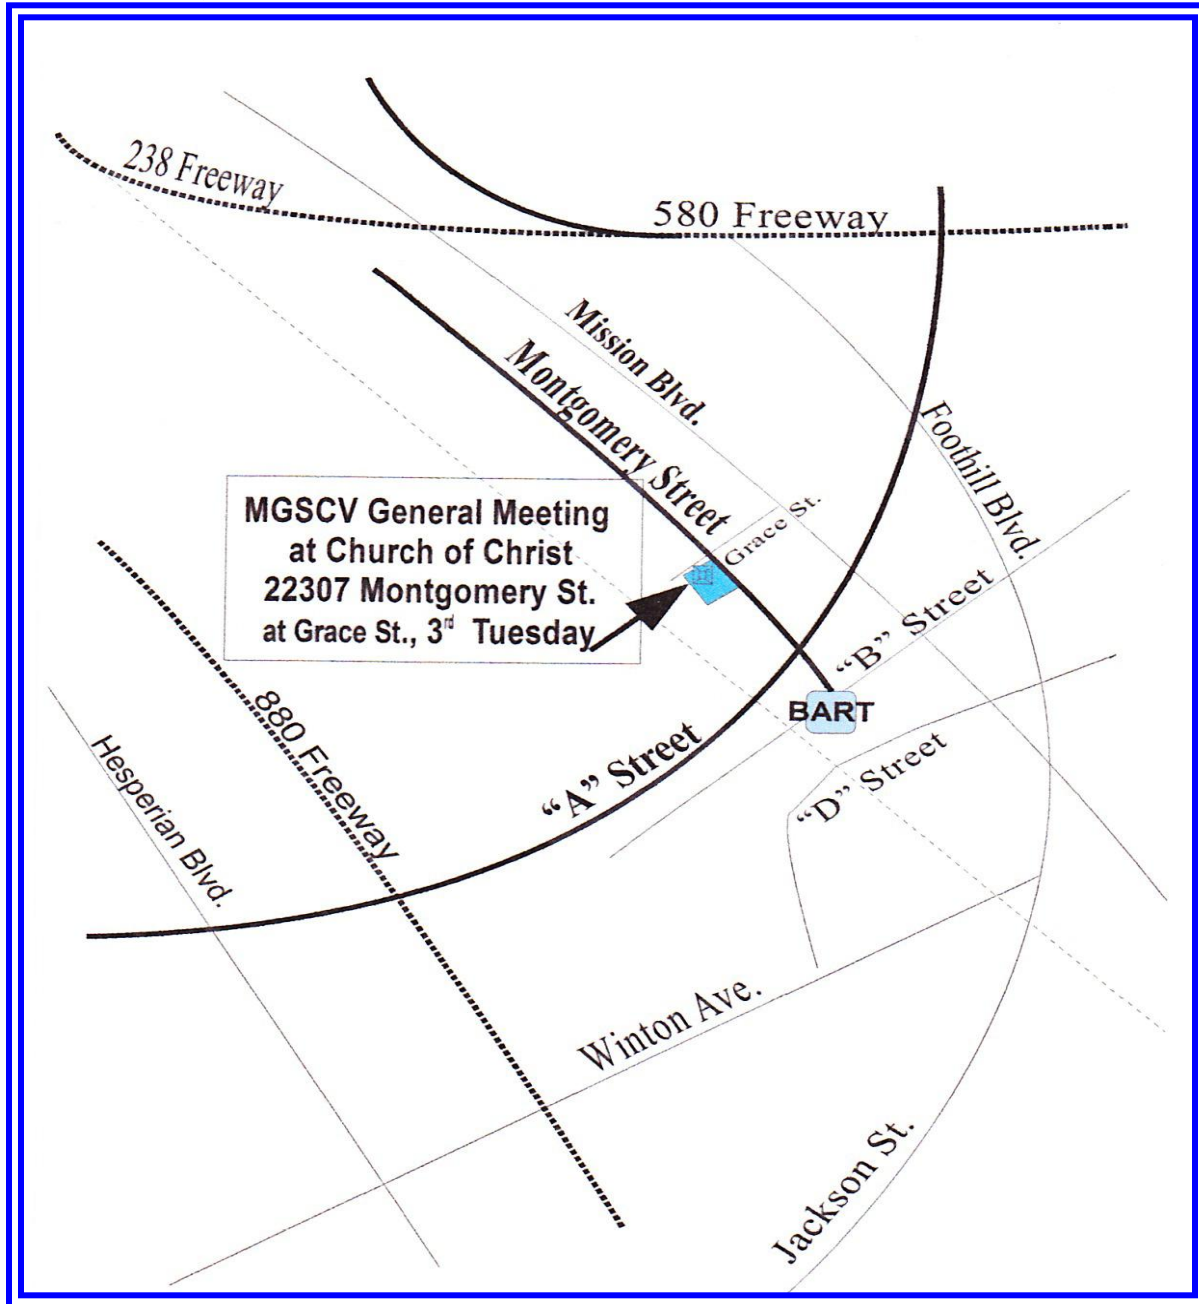 238 Freeway
580 Freeway
Mission Blvd.
Montgomery Street
Foothill Blvd.
MGSCV General Meeting
at Church of Christ
22307 Montgomery St.
at Grace St., 3rd Tuesday
Grace St.
"B" Street
BART
880 Freeway
"A" Street
"D" Street
Hesperian Blvd.
Winton Ave.
Jackson St.